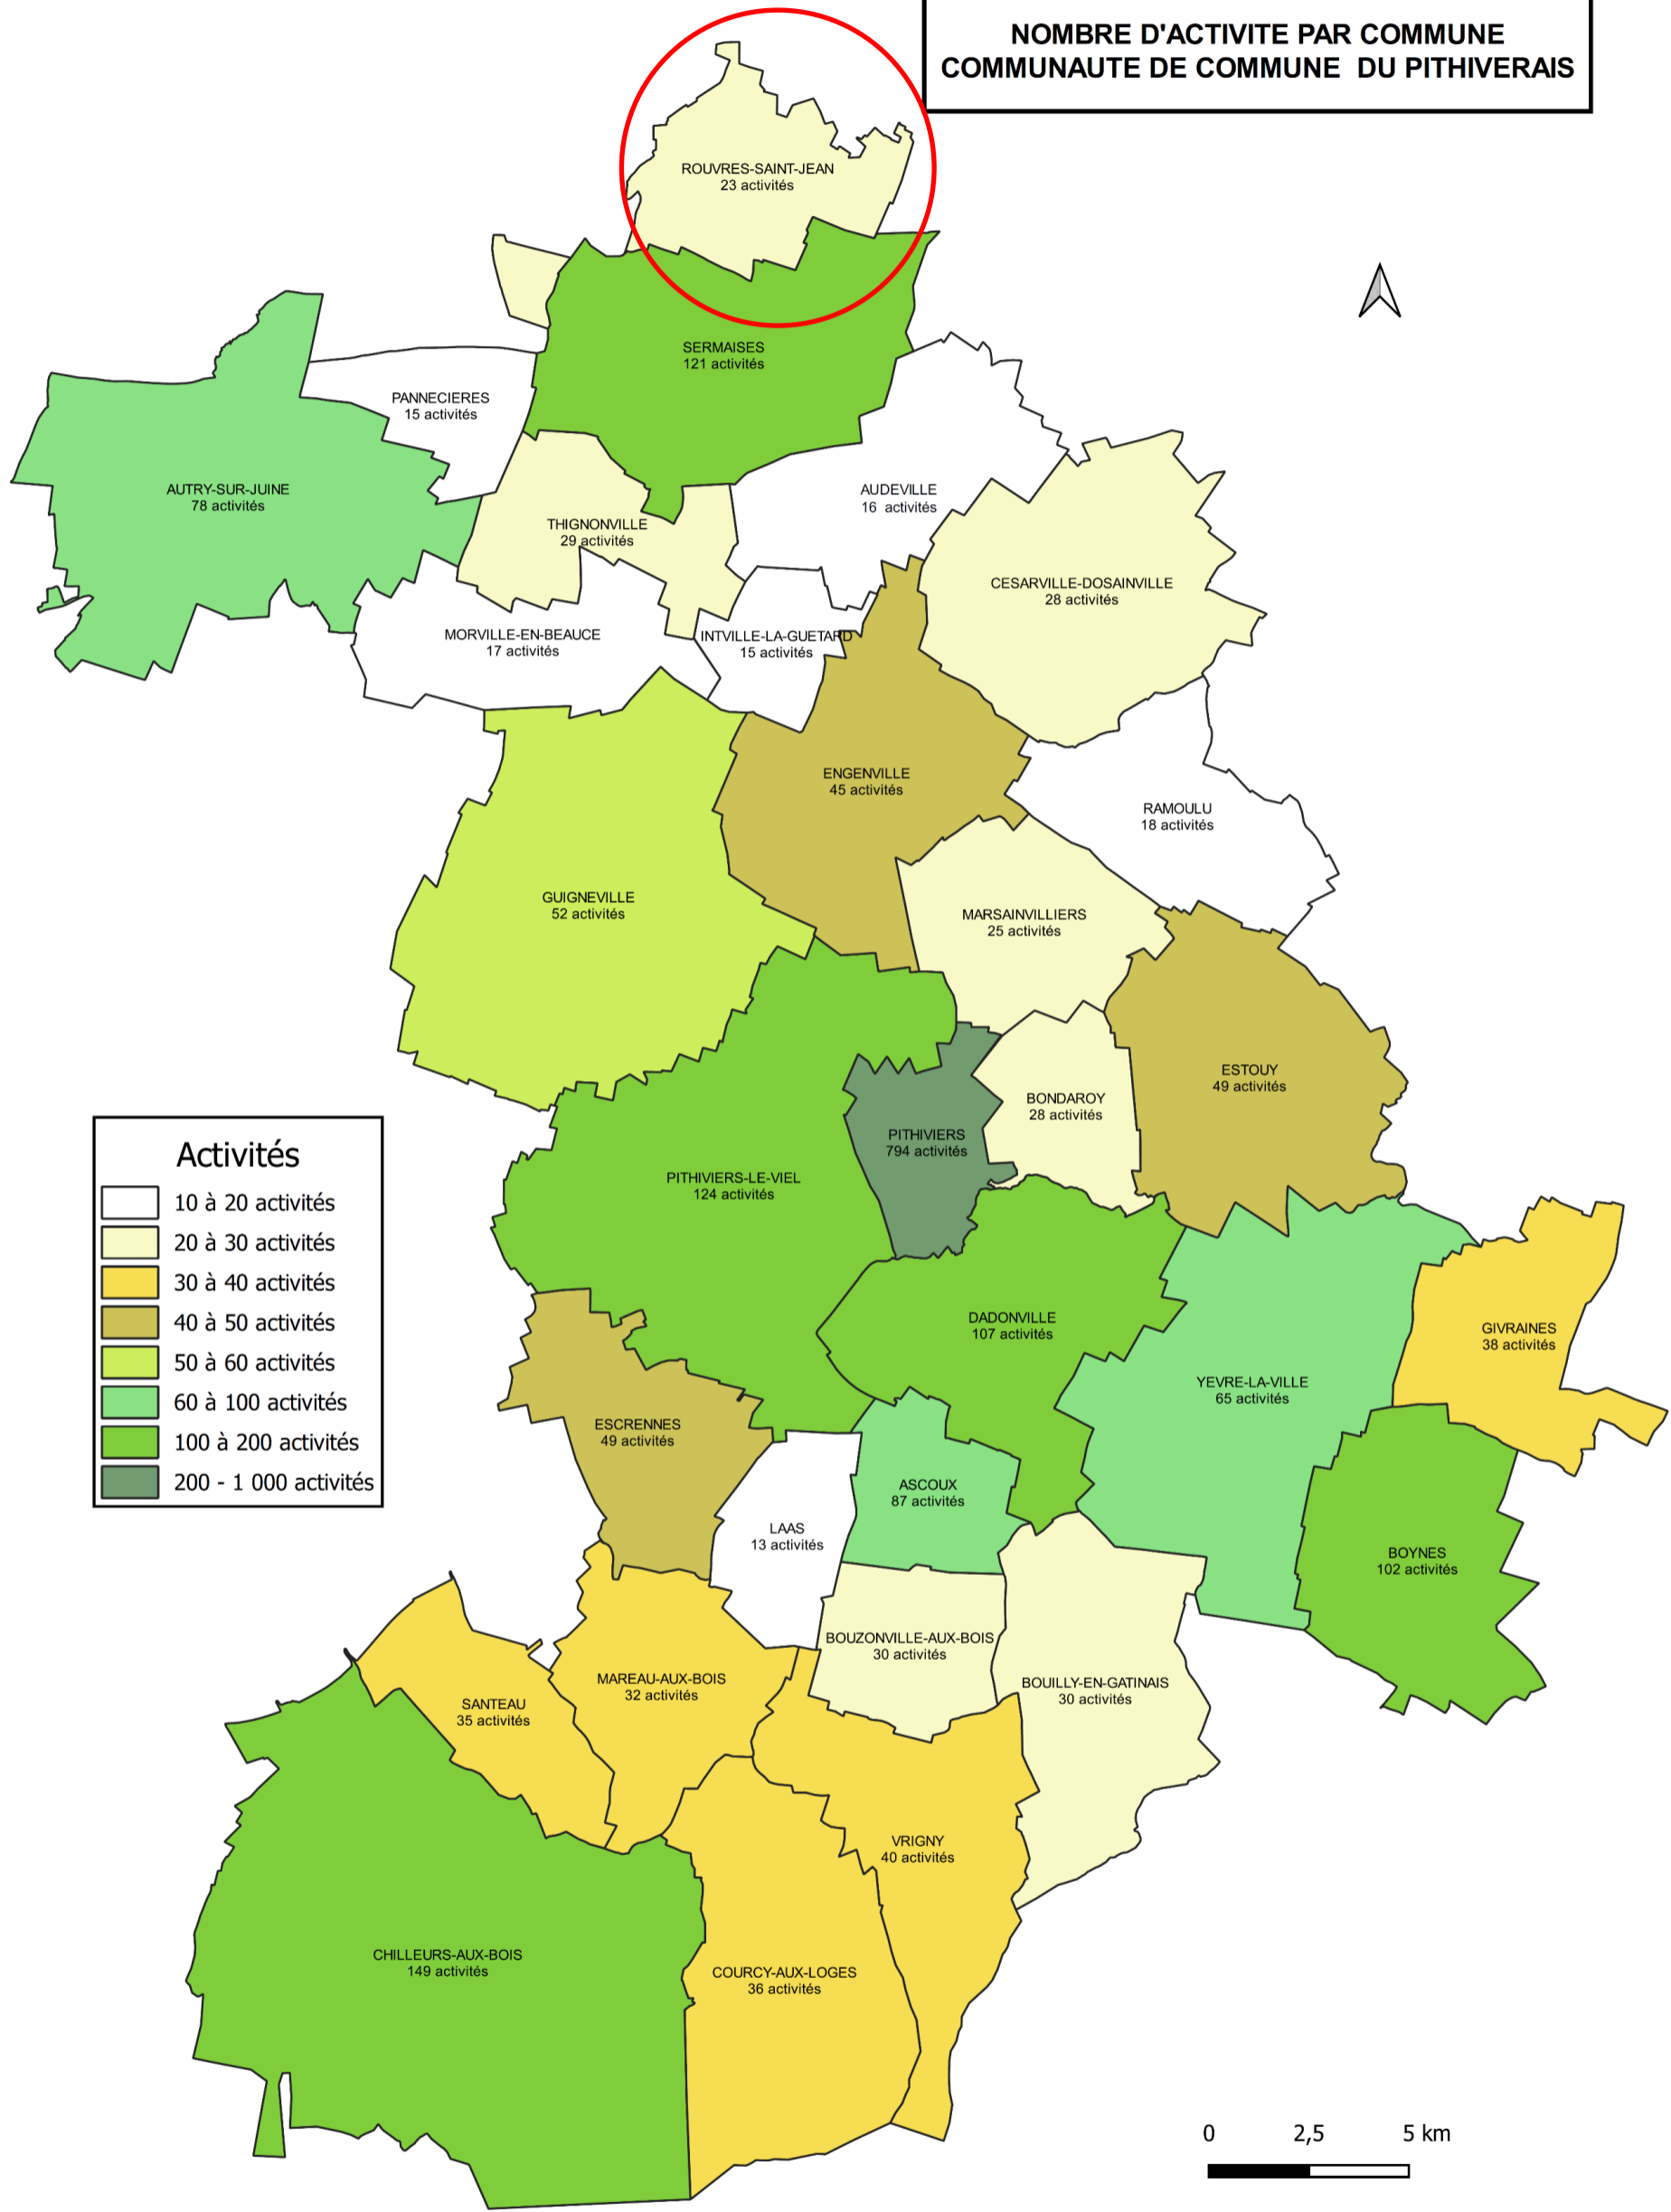 NOMBRE D'ACTIVITE PAR COMMUNE
COMMUNAUTE DE COMMUNE DU PITHIVERAIS
ROUVRES-SAINT-JEAN
23 activités
SERMAISES
121 activités
PANNECIERES
15 activités
AUTRY-SUR-JUINE
78 activités
AUDEVILLE
16 activités
THIGNONVILLE
29 activités
CESARVILLE-DOSAINVILLE
28 activités
MORVILLE-EN-BEAUCE
17 activités
INTVILLE-LA-GUETARD
15 activités
ENGENVILLE
45 activités
RAMOULU
18 activités
GUIGNEVILLE
52 activités
MARSAINVILLIERS
25 activités
ESTOUY
49 activités
BONDAROY
28 activités
PITHIVIERS
794 activités
PITHIVIERS-LE-VIEL
124 activités
Activités
10 à 20 activités
20 à 30 activités
30 à 40 activités
40 à 50 activités
50 à 60 activités
60 à 100 activités
100 à 200 activités
200 - 1 000 activités
DADONVILLE
107 activités
GIVRAINES
38 activités
YEVRE-LA-VILLE
65 activités
ESCRENNES
49 activités
ASCOUX
87 activités
LAAS
13 activités
BOYNES
102 activités
BOUZONVILLE-AUX-BOIS
30 activités
BOUILLY-EN-GATINAIS
30 activités
MAREAU-AUX-BOIS
32 activités
SANTEAU
35 activités
VRIGNY
40 activités
CHILLEURS-AUX-BOIS
149 activités
COURCY-AUX-LOGES
36 activités
0 2,5 5 km